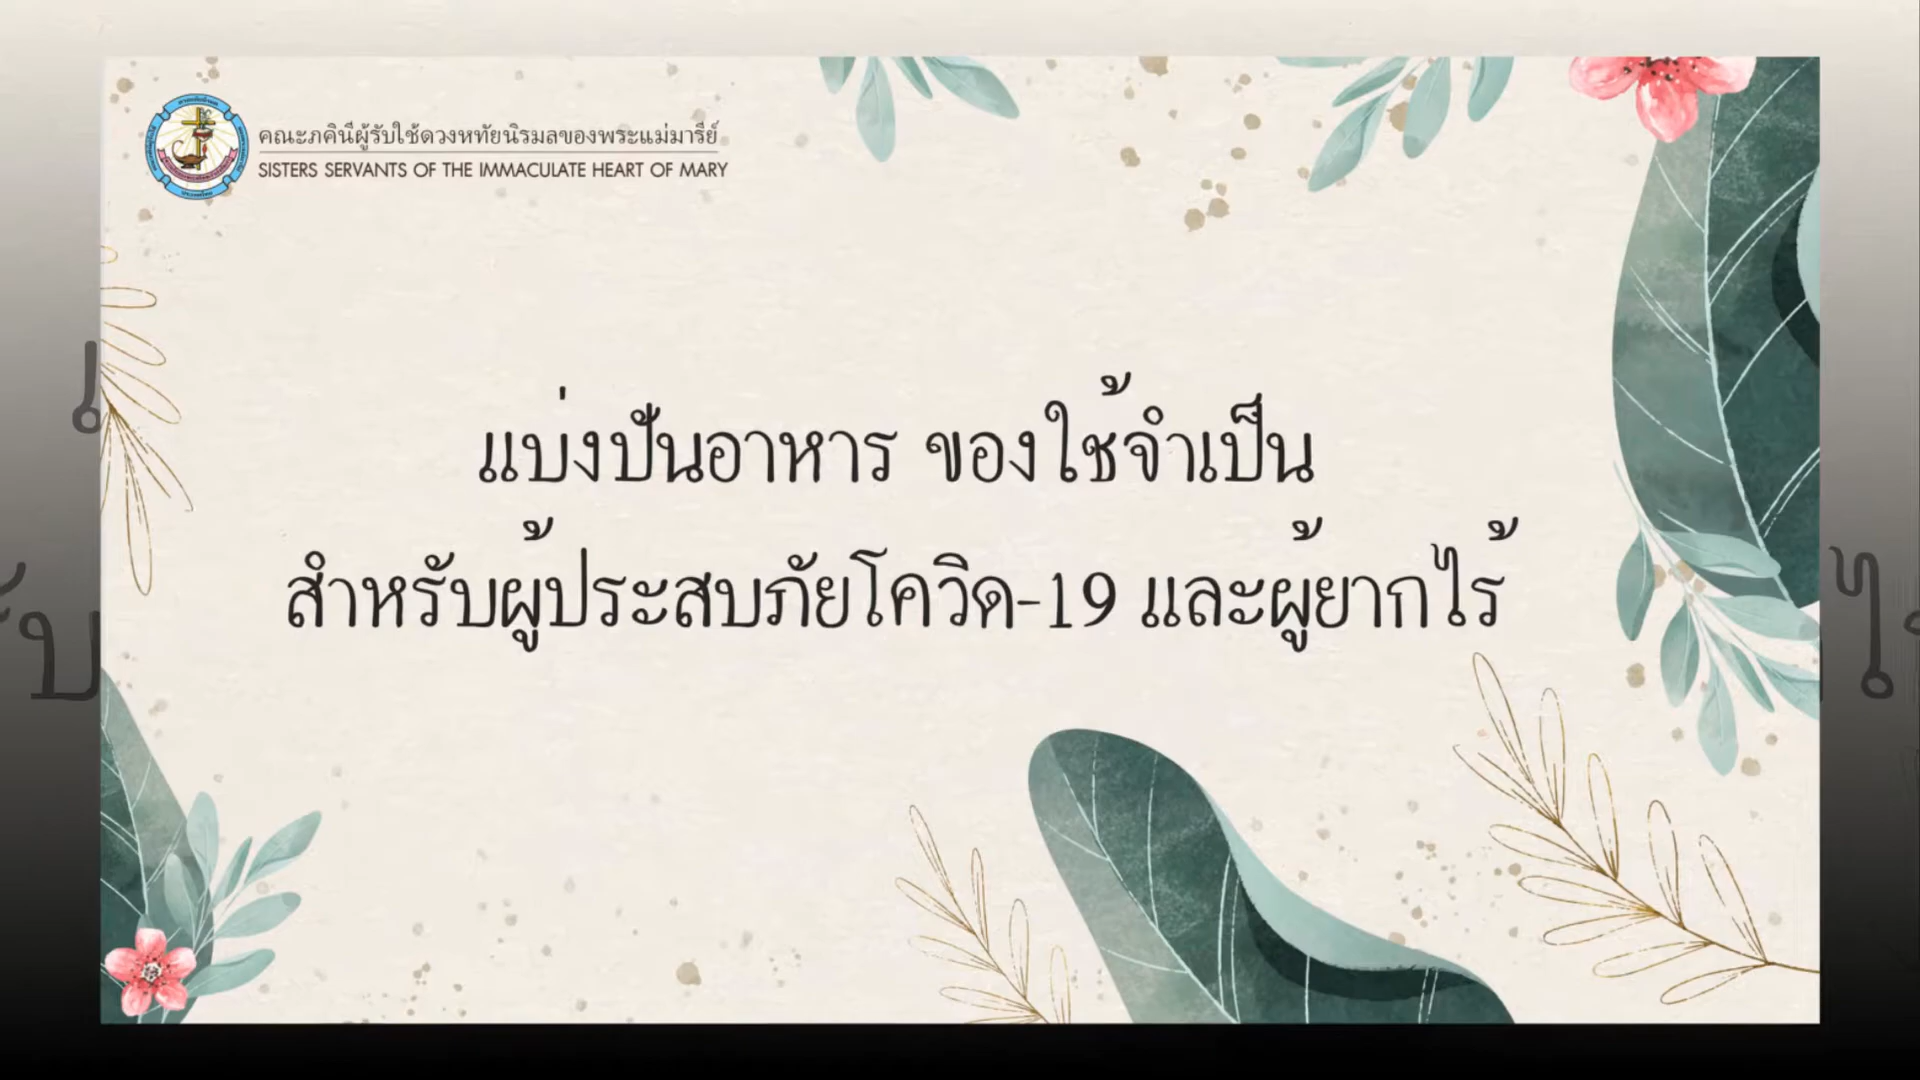 คณะภคินีผู้รับใช้ดวงหทัยนิรมลของพระแม่มารีย์
SISTERS SERVANTS OF THE IMMACULATE HEART OF MARY
แบ่งปันอาหาร ของใช้จำเป็น
สำหรับผู้ประสบภัยโควิด-19 และผู้ยากไร้